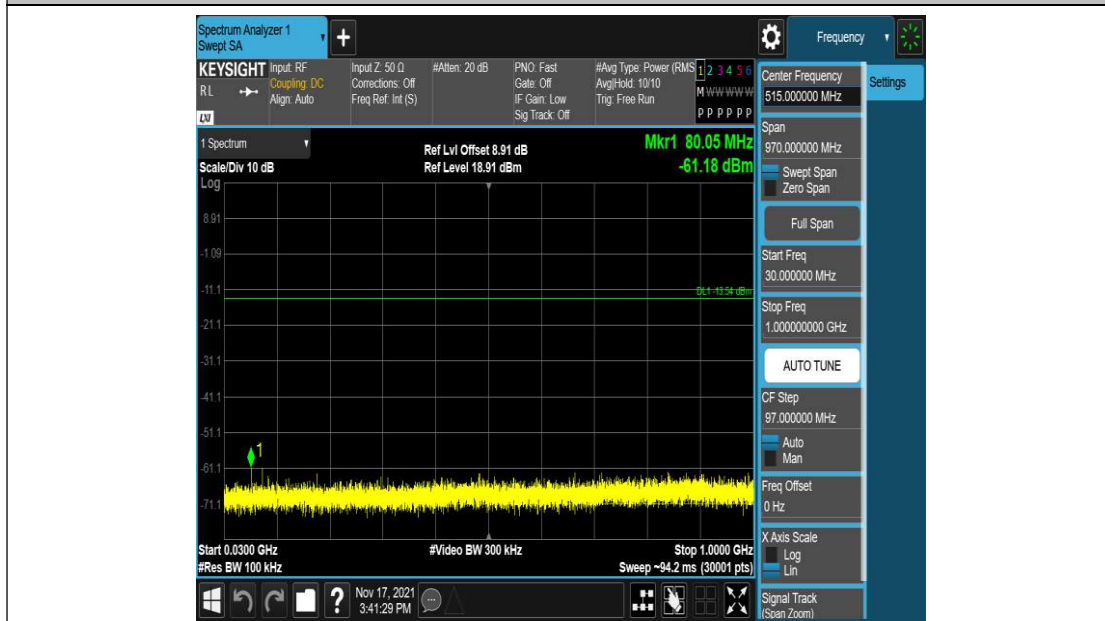 Spectrum Analyzer 1
Swept SA
Frequency
KEYSIGHT
RL
LXI
Input: RF
Coupling: DC
Align: Auto
Input Z: 50 Ω
Corrections: Off
Freq Ref: Int (S)
#Atten: 20 dB
PNO: Fast
Gate: Off
IF Gain: Low
Sig Track: Off
#Avg Type: Power (RMS
Avg|Hold: 10/10
Trig: Free Run
1 2 3 4 5 6
M W W W W W
P P P P P P
1 Spectrum
Scale/Div 10 dB
Log
Ref Lvl Offset 8.91 dB
Ref Level 18.91 dBm
Mkr1 80.05 MHz
-61.18 dBm
8.91
-1.09
-11.1
DL1 -13.54 dBm
-21.1
-31.1
-41.1
-51.1
1
-61.1
-71.1
Start 0.0300 GHz
#Res BW 100 kHz
#Video BW 300 kHz
Stop 1.0000 GHz
Sweep ~94.2 ms (30001 pts)
Center Frequency
515.000000 MHz
Span
970.000000 MHz
Swept Span
Zero Span
Full Span
Start Freq
30.000000 MHz
Stop Freq
1.000000000 GHz
AUTO TUNE
CF Step
97.000000 MHz
Auto
Man
Freq Offset
0 Hz
X Axis Scale
Log
Lin
Signal Track
(Span Zoom)
Settings
?
Nov 17, 2021
3:41:29 PM